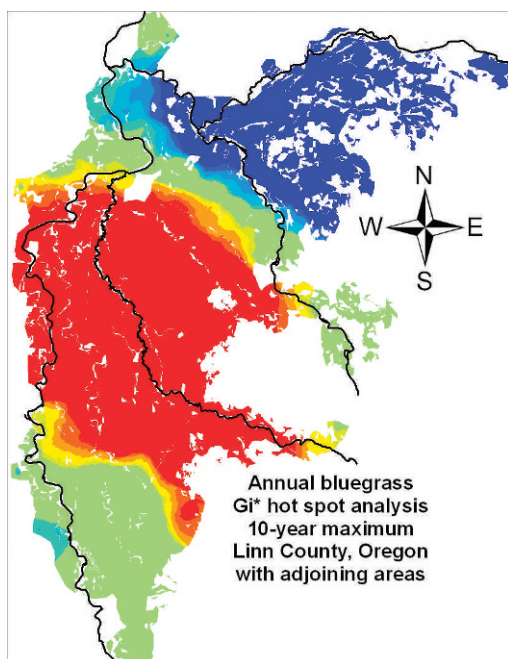 N
W E
S
Annual bluegrass
Gi* hot spot analysis
10-year maximum
Linn County, Oregon
with adjoining areas